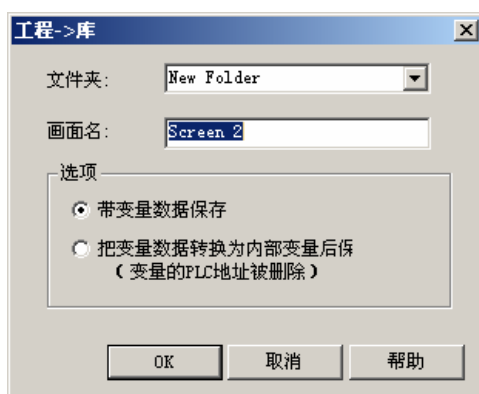 工程->库
文件夹: New Folder
画面名: Screen 2
选项
带变量数据保存
把变量数据转换为内部变量后保
(变量的PLC地址被删除)
OK 取消 帮助